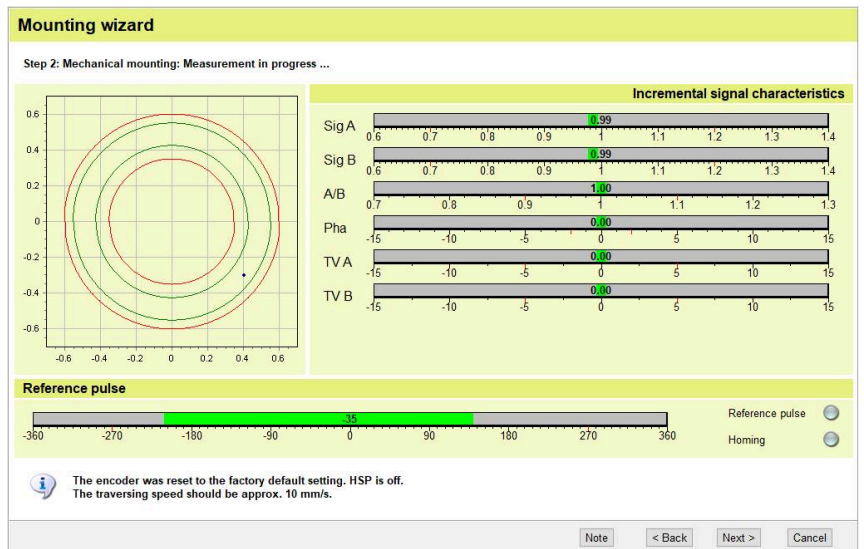 Mounting wizard
Step 2: Mechanical mounting: Measurement in progress ...
Incremental signal characteristics
0.6
0.4
0.2
0
-0.2
-0.4
-0.6
-0.6 -0.4 -0.2 0 0.2 0.4 0.6
Sig A 0.99
0.6 0.7 0.8 0.9 1 1.1 1.2 1.3 1.4
Sig B 0.99
0.6 0.7 0.8 0.9 1 1.1 1.2 1.3 1.4
A/B 1.00
0.7 0.8 0.9 1 1.1 1.2 1.3
Pha 0.00
-15 -10 -5 0 5 10 15
TV A 0.00
-15 -10 -5 0 5 10 15
TV B 0.00
-15 -10 -5 0 5 10 15
Reference pulse
-35
-360 -270 -180 -90 0 90 180 270 360
Reference pulse
Homing
The encoder was reset to the factory default setting. HSP is off.
The traversing speed should be approx. 10 mm/s.
Note < Back Next > Cancel